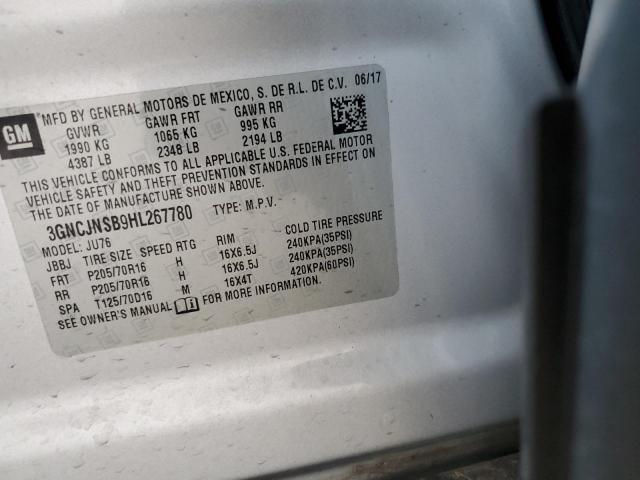 GM
MFD BY GENERAL MOTORS DE MEXICO, S. DE R.L. DE C.V. 06/17
GVWR GAWR FRT GAWR RR
1990 KG 1065 KG 995 KG
4387 LB 2348 LB 2194 LB
THIS VEHICLE CONFORMS TO ALL APPLICABLE U.S. FEDERAL MOTOR
VEHICLE SAFETY AND THEFT PREVENTION STANDARDS IN EFFECT ON
THE DATE OF MANUFACTURE SHOWN ABOVE.
3GNCJNSB9HL267780 TYPE: M.P.V.
MODEL: JU76
JBBJ TIRE SIZE SPEED RTG RIM COLD TIRE PRESSURE
FRT P205/70R16 H 16X6.5J 240KPA(35PSI)
RR P205/70R16 H 16X6.5J 240KPA(35PSI)
SPA T125/70D16 M 16X4T 420KPA(60PSI)
SEE OWNER'S MANUAL FOR MORE INFORMATION.